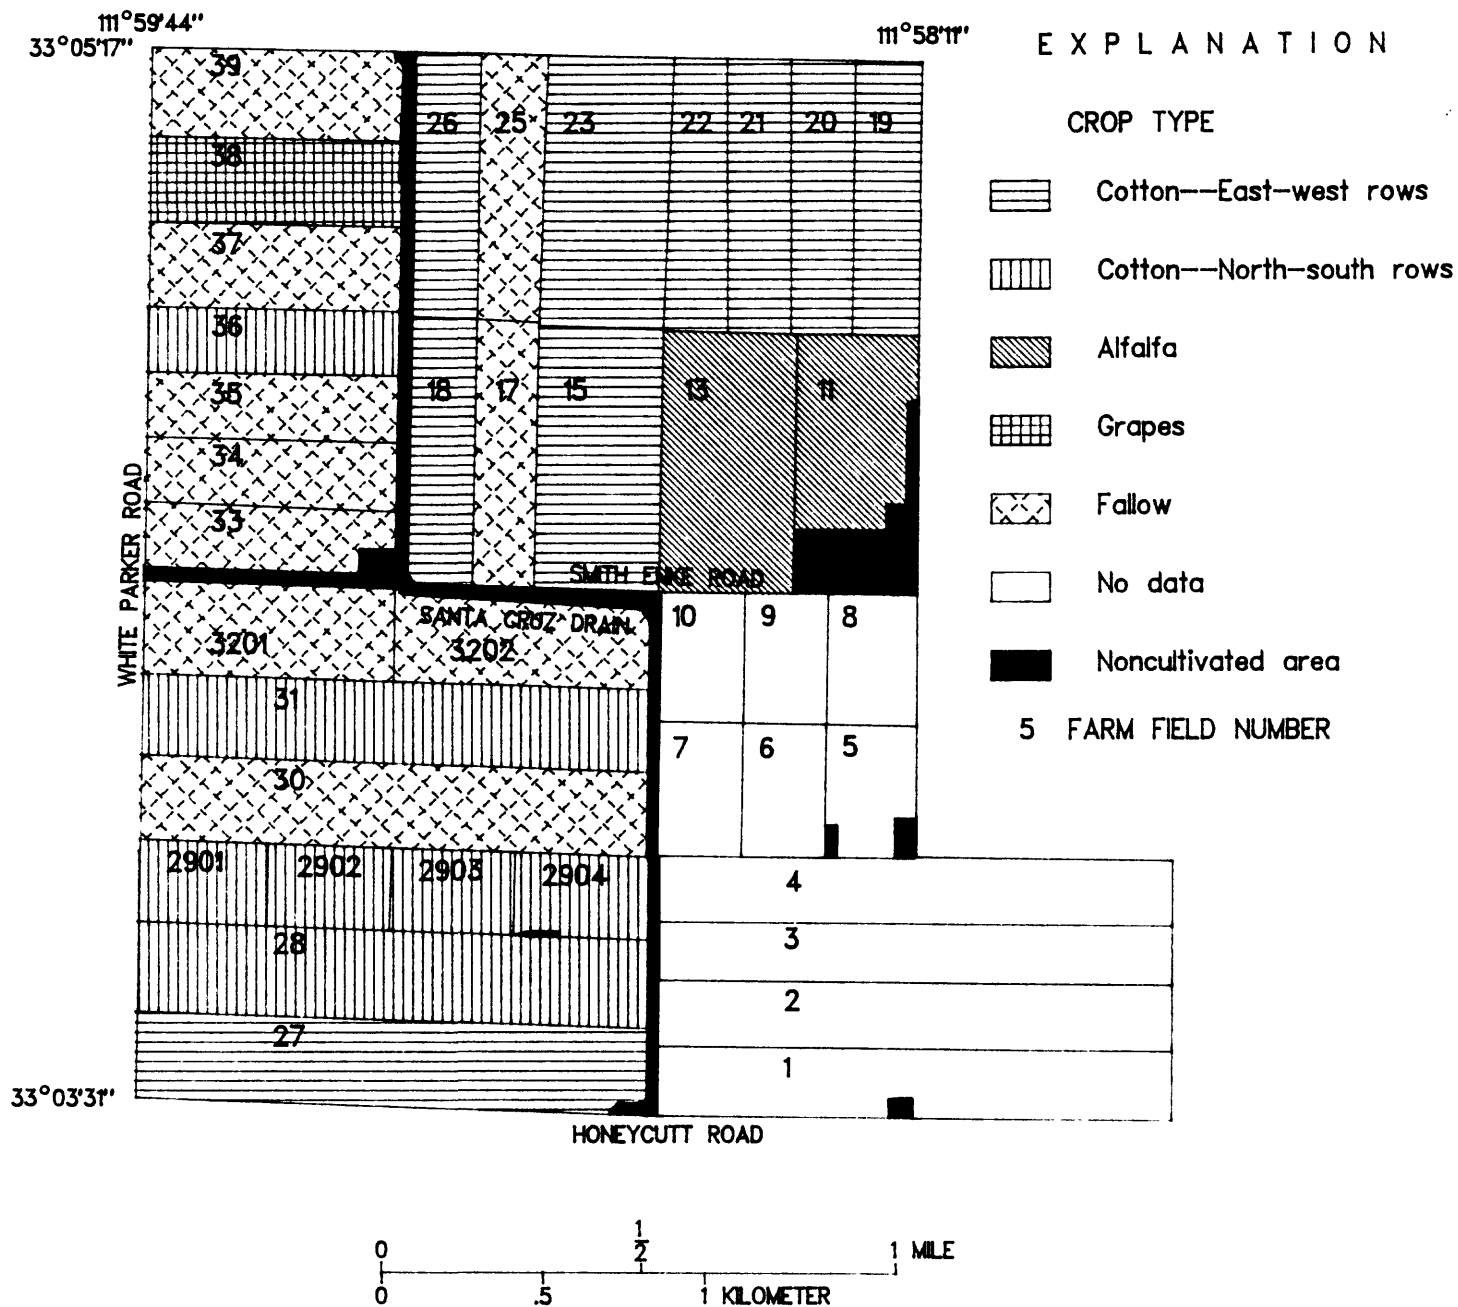 111°59'44"
33°05'17"
111°58'11"
EXPLANATION
CROP TYPE
Cotton--East-west rows
Cotton--North-south rows
Alfalfa
Grapes
Fallow
No data
Noncultivated area
5 FARM FIELD NUMBER
39
26 25 23 22 21 20 19
38
37
36
35
18 17 15 13 11
34
33
WHITE PARKER ROAD
SMITH ENKE ROAD
SANTA CRUZ DRAIN
3201 3202
10 9 8
31
7 6 5
30
2901 2902 2903 2904
4
28
3
2
27
1
33°03'31"
HONEYCUTT ROAD
0 1/2 1 MILE
0 .5 1 KILOMETER